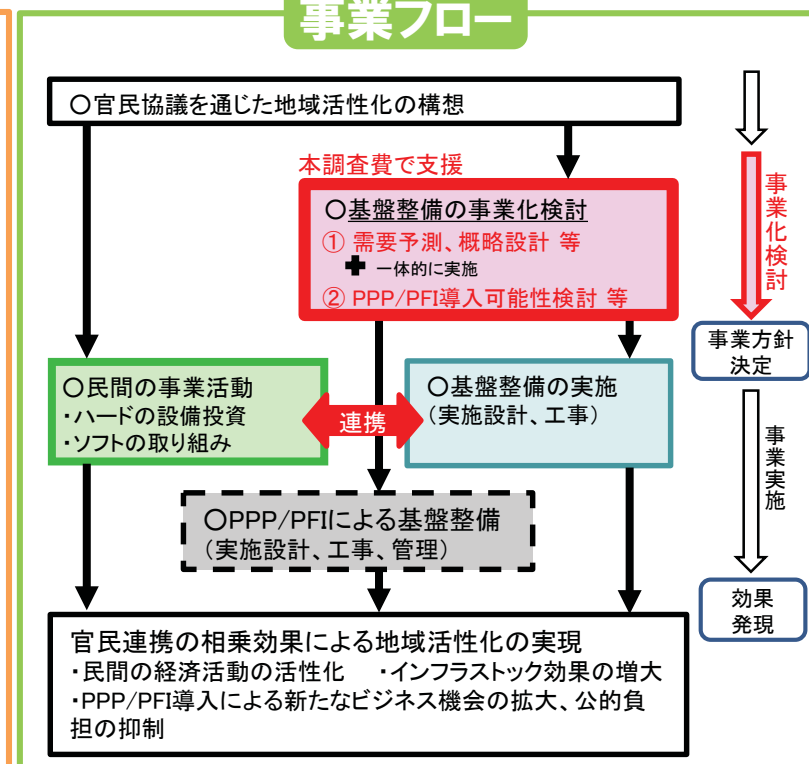 事業フロー
〇官民協議を通じた地域活性化の構想
本調査費で支援
〇基盤整備の事業化検討
① 需要予測、概略設計 等
✚ 一体的に実施
② PPP/PFI導入可能性検討 等
事業化検討
事業方針
決定
〇民間の事業活動
・ハードの設備投資
・ソフトの取り組み
連携
〇基盤整備の実施
(実施設計、工事)
事業実施
〇PPP/PFIによる基盤整備
(実施設計、工事、管理)
効果
発現
官民連携の相乗効果による地域活性化の実現
・民間の経済活動の活性化 ・インフラストック効果の増大
・PPP/PFI導入による新たなビジネス機会の拡大、公的負
担の抑制